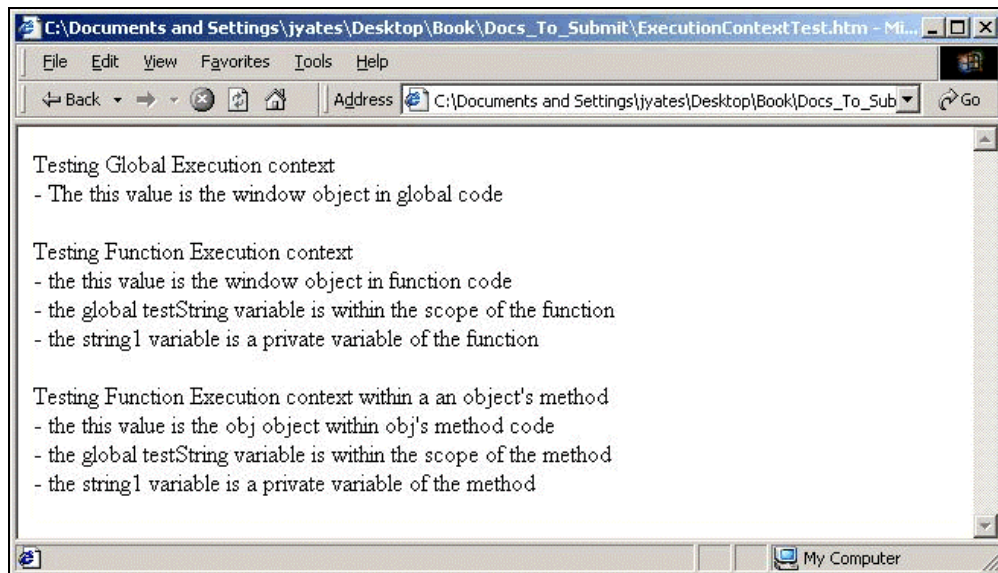 C:\Documents and Settings\jyates\Desktop\Book\Docs_To_Submit\ExecutionContextTest.htm - Mi...
File Edit View Favorites Tools Help
Back Address C:\Documents and Settings\jyates\Desktop\Book\Docs_To_Sub Go
Testing Global Execution context
- The this value is the window object in global code
Testing Function Execution context
- the this value is the window object in function code
- the global testString variable is within the scope of the function
- the string1 variable is a private variable of the function
Testing Function Execution context within a an object's method
- the this value is the obj object within obj's method code
- the global testString variable is within the scope of the method
- the string1 variable is a private variable of the method
My Computer